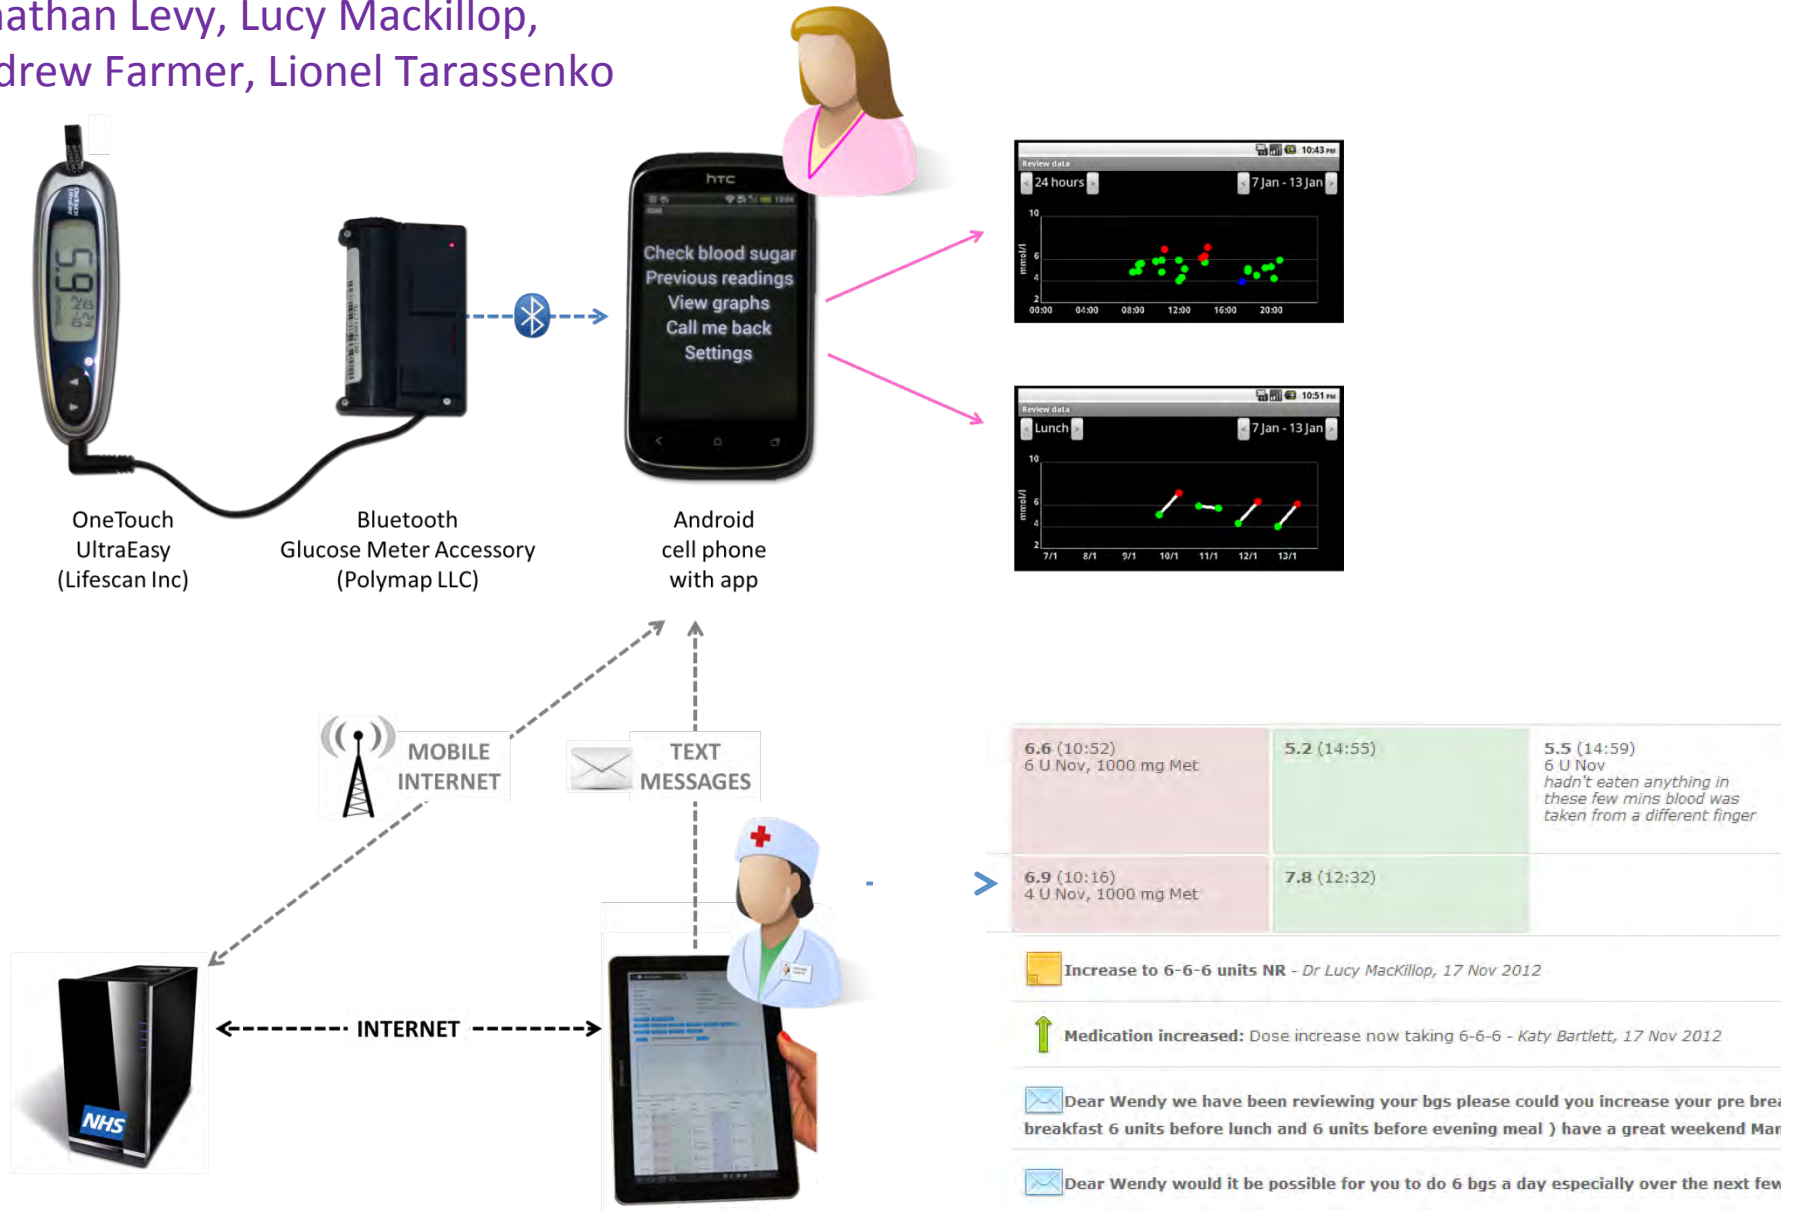 nathan Levy, Lucy Mackillop,
drew Farmer, Lionel Tarassenko
5.9
htc
13:04
Check blood sugar
Previous readings
View graphs
Call me back
Settings
10:43 PM
Review data
< 24 hours >
< 7 Jan - 13 Jan >
10
6
4
2
mmol/l
00:00 04:00 08:00 12:00 16:00 20:00
10:51 PM
Review data
< Lunch >
< 7 Jan - 13 Jan >
10
6
4
2
mmol/l
7/1 8/1 9/1 10/1 11/1 12/1 13/1
OneTouch
UltraEasy
(Lifescan Inc)
Bluetooth
Glucose Meter Accessory
(Polymap LLC)
Android
cell phone
with app
MOBILE
INTERNET
TEXT
MESSAGES
INTERNET
NHS
6.6 (10:52)
6 U Nov, 1000 mg Met
5.2 (14:55)
5.5 (14:59)
6 U Nov
hadn't eaten anything in
these few mins blood was
taken from a different finger
6.9 (10:16)
4 U Nov, 1000 mg Met
7.8 (12:32)
Increase to 6-6-6 units NR - Dr Lucy MacKillop, 17 Nov 2012
Medication increased: Dose increase now taking 6-6-6 - Katy Bartlett, 17 Nov 2012
Dear Wendy we have been reviewing your bgs please could you increase your pre brea
breakfast 6 units before lunch and 6 units before evening meal ) have a great weekend Mar
Dear Wendy would it be possible for you to do 6 bgs a day especially over the next few